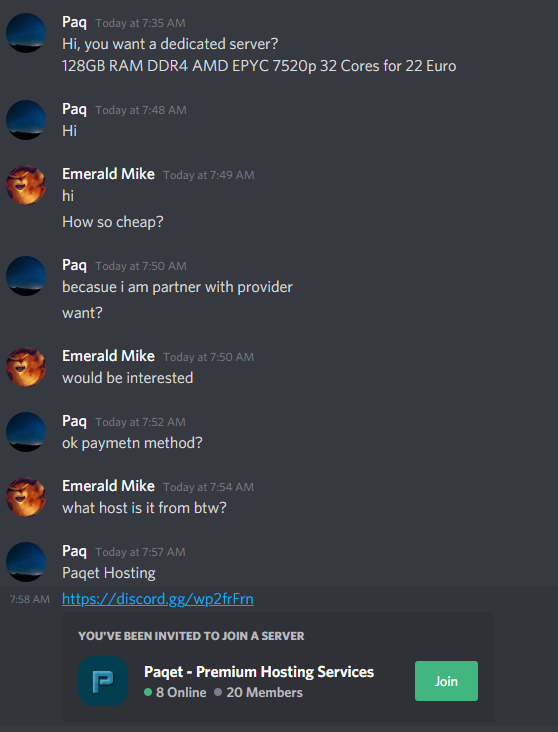 Paq Today at 7:35 AM
Hi, you want a dedicated server?
128GB RAM DDR4 AMD EPYC 7520p 32 Cores for 22 Euro
Paq Today at 7:48 AM
Hi
Emerald Mike Today at 7:49 AM
hi
How so cheap?
Paq Today at 7:50 AM
becasue i am partner with provider
want?
Emerald Mike Today at 7:50 AM
would be interested
Paq Today at 7:52 AM
ok paymetn method?
Emerald Mike Today at 7:54 AM
what host is it from btw?
Paq Today at 7:57 AM
Paqet Hosting
7:58 AM https://discord.gg/wp2frFrn
YOU'VE BEEN INVITED TO JOIN A SERVER
P
Paqet - Premium Hosting Services
8 Online 20 Members
Join